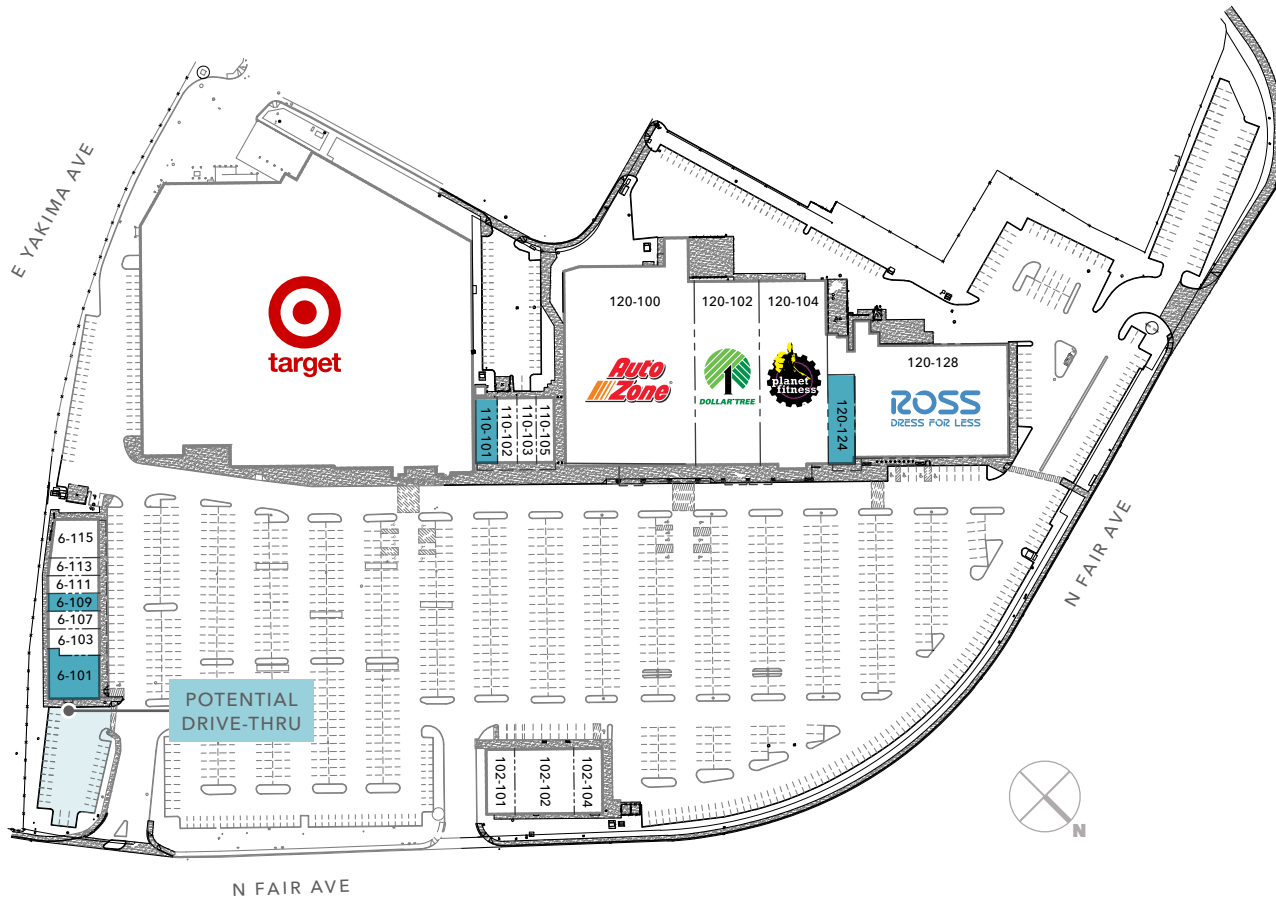 E YAKIMA AVE
target
120-100
120-102
120-104
120-128
Auto
Zone
DOLLAR TREE
planet
fitness
ROSS
DRESS FOR LESS
110-101
110-102
110-103
110-105
120-124
6-115
6-113
6-111
6-109
6-107
6-103
6-101
POTENTIAL
DRIVE-THRU
102-101
102-102
102-104
N FAIR AVE
N
N FAIR AVE